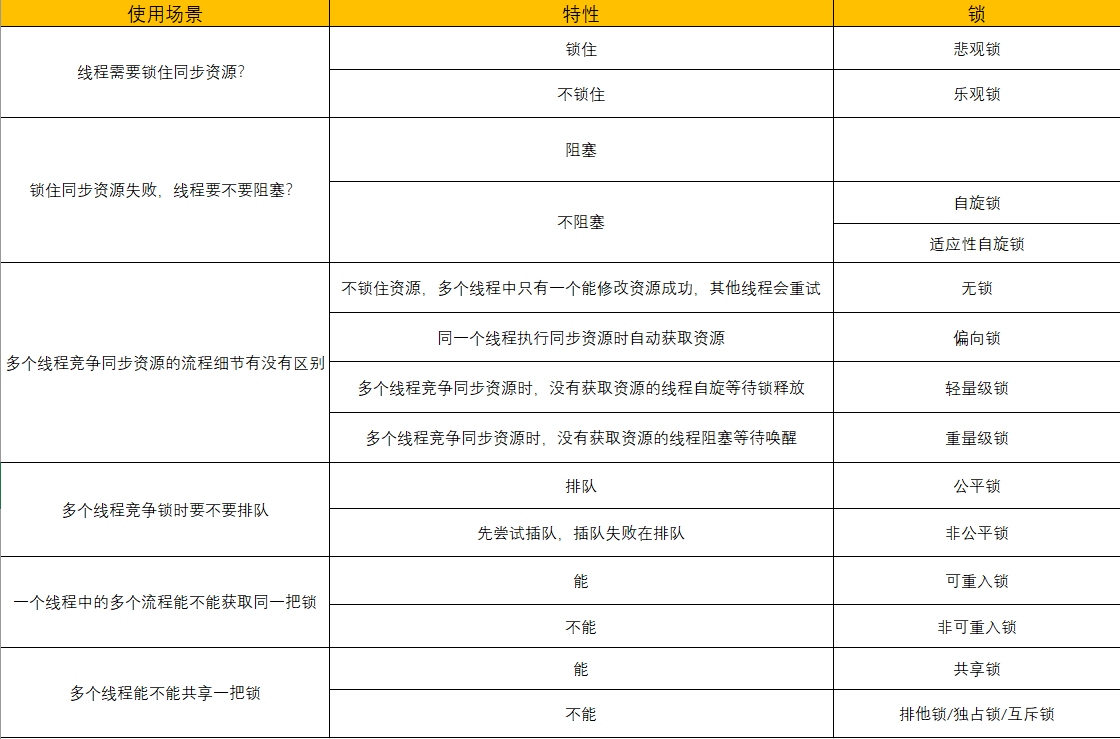 使用场景 特性 锁
线程需要锁住同步资源？ 锁住 悲观锁
不锁住 乐观锁
锁住同步资源失败，线程要不要阻塞？ 阻塞
不阻塞 自旋锁
适应性自旋锁
多个线程竞争同步资源的流程细节有没有区别 不锁住资源，多个线程中只有一个能修改资源成功，其他线程会重试 无锁
同一个线程执行同步资源时自动获取资源 偏向锁
多个线程竞争同步资源时，没有获取资源的线程自旋等待锁释放 轻量级锁
多个线程竞争同步资源时，没有获取资源的线程阻塞等待唤醒 重量级锁
多个线程竞争锁时要不要排队 排队 公平锁
先尝试插队，插队失败在排队 非公平锁
一个线程中的多个流程能不能获取同一把锁 能 可重入锁
不能 非可重入锁
多个线程能不能共享一把锁 能 共享锁
不能 排他锁/独占锁/互斥锁